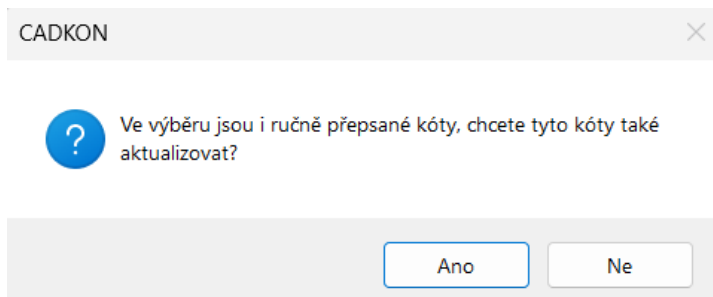 CADKON
Ve výběru jsou i ručně přepsané kóty, chcete tyto kóty také
aktualizovat?
Ano
Ne